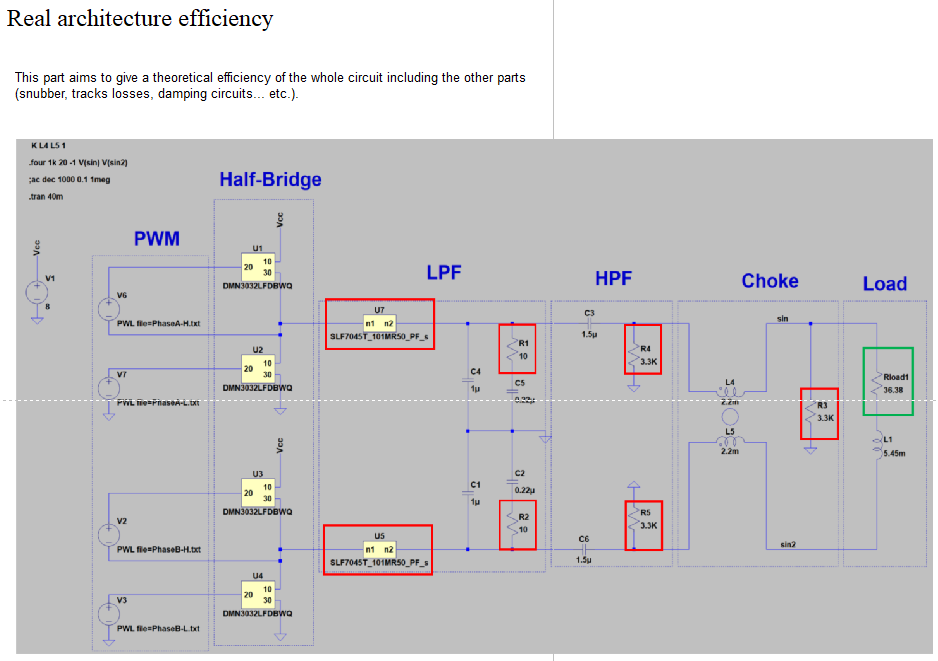 Real architecture efficiency
This part aims to give a theoretical efficiency of the whole circuit including the other parts
(snubber, tracks losses, damping circuits... etc.).
K L4 L5 1
.four 1k 20 -1 V(sin) V(sin2)
;ac dec 1000 0.1 1meg
.tran 40m
Vcc
V1
8
PWM
V6
PWL file=PhaseA-H.txt
V7
PWL file=PhaseA-L.txt
V2
PWL file=PhaseB-H.txt
V3
PWL file=PhaseB-L.txt
Half-Bridge
Vcc
U1
20 10
30
DMN3032LFDBWQ
U2
20 10
30
DMN3032LFDBWQ
Vcc
U3
20 10
30
DMN3032LFDBWQ
U4
20 10
30
DMN3032LFDBWQ
LPF
U7
n1 n2
SLF7045T_101MR50_PF_s
R1
10
C4
1µ
C5
0.22µ
C1
1µ
C2
0.22µ
R2
10
U5
n1 n2
SLF7045T_101MR50_PF_s
HPF
C3
1.5µ
R4
3.3K
R5
3.3K
C6
1.5µ
Choke
sin
L4
2.2m
L5
2.2m
R3
3.3K
sin2
Load
Rload1
36.38
L1
5.45m